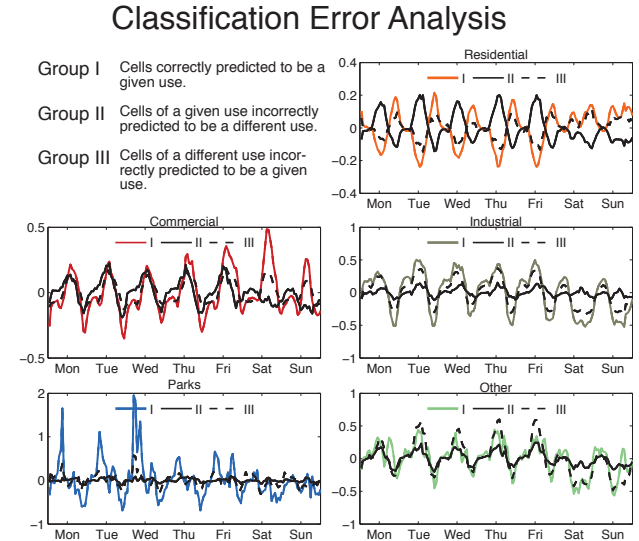 Classification Error Analysis
Group I Cells correctly predicted to be a
given use.
Group II Cells of a given use incorrectly
predicted to be a different use.
Group III Cells of a different use incor-
rectly predicted to be a given
use.
Residential
I II III
0.4
0.2
0
−0.2
−0.4
Mon Tue Wed Thu Fri Sat Sun
Commercial
I II III
0.5
0
−0.5
Mon Tue Wed Thu Fri Sat Sun
Industrial
I II III
1
0.5
0
−0.5
−1
Mon Tue Wed Thu Fri Sat Sun
Parks
I II III
2
1
0
−1
Mon Tue Wed Thu Fri Sat Sun
Other
I II III
1
0.5
0
−0.5
−1
Mon Tue Wed Thu Fri Sat Sun